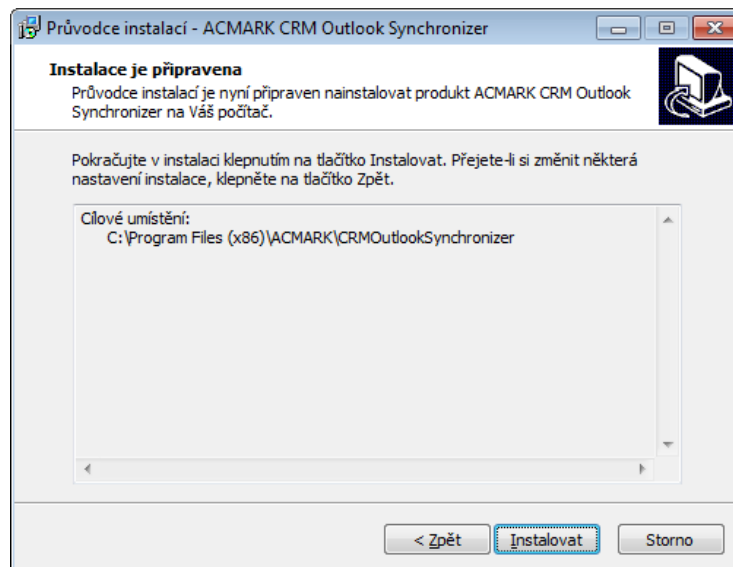 Průvodce instalací - ACMARK CRM Outlook Synchronizer
Instalace je připravena
Průvodce instalací je nyní připraven nainstalovat produkt ACMARK CRM Outlook
Synchronizer na Váš počítač.
Pokračujte v instalaci klepnutím na tlačítko Instalovat. Přejete-li si změnit některá
nastavení instalace, klepněte na tlačítko Zpět.
Cílové umístění:
C:\Program Files (x86)\ACMARK\CRMOutlookSynchronizer
< Zpět
Instalovat
Storno